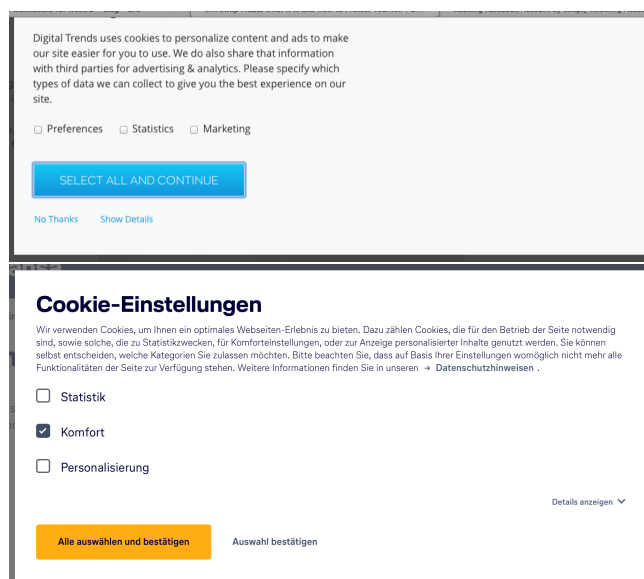 Digital Trends uses cookies to personalize content and ads to make
our site easier for you to use. We do also share that information
with third parties for advertising & analytics. Please specify which
types of data we can collect to give you the best experience on our
site.
Preferences Statistics Marketing
SELECT ALL AND CONTINUE
No Thanks Show Details
Cookie-Einstellungen
Wir verwenden Cookies, um Ihnen ein optimales Webseiten-Erlebnis zu bieten. Dazu zählen Cookies, die für den Betrieb der Seite notwendig
sind, sowie solche, die zu Statistikzwecken, für Komforteinstellungen, oder zur Anzeige personalisierter Inhalte genutzt werden. Sie können
selbst entscheiden, welche Kategorien Sie zulassen möchten. Bitte beachten Sie, dass auf Basis Ihrer Einstellungen womöglich nicht mehr alle
Funktionalitäten der Seite zur Verfügung stehen. Weitere Informationen finden Sie in unseren → Datenschutzhinweisen .
Statistik
Komfort
Personalisierung
Details anzeigen
Alle auswählen und bestätigen Auswahl bestätigen